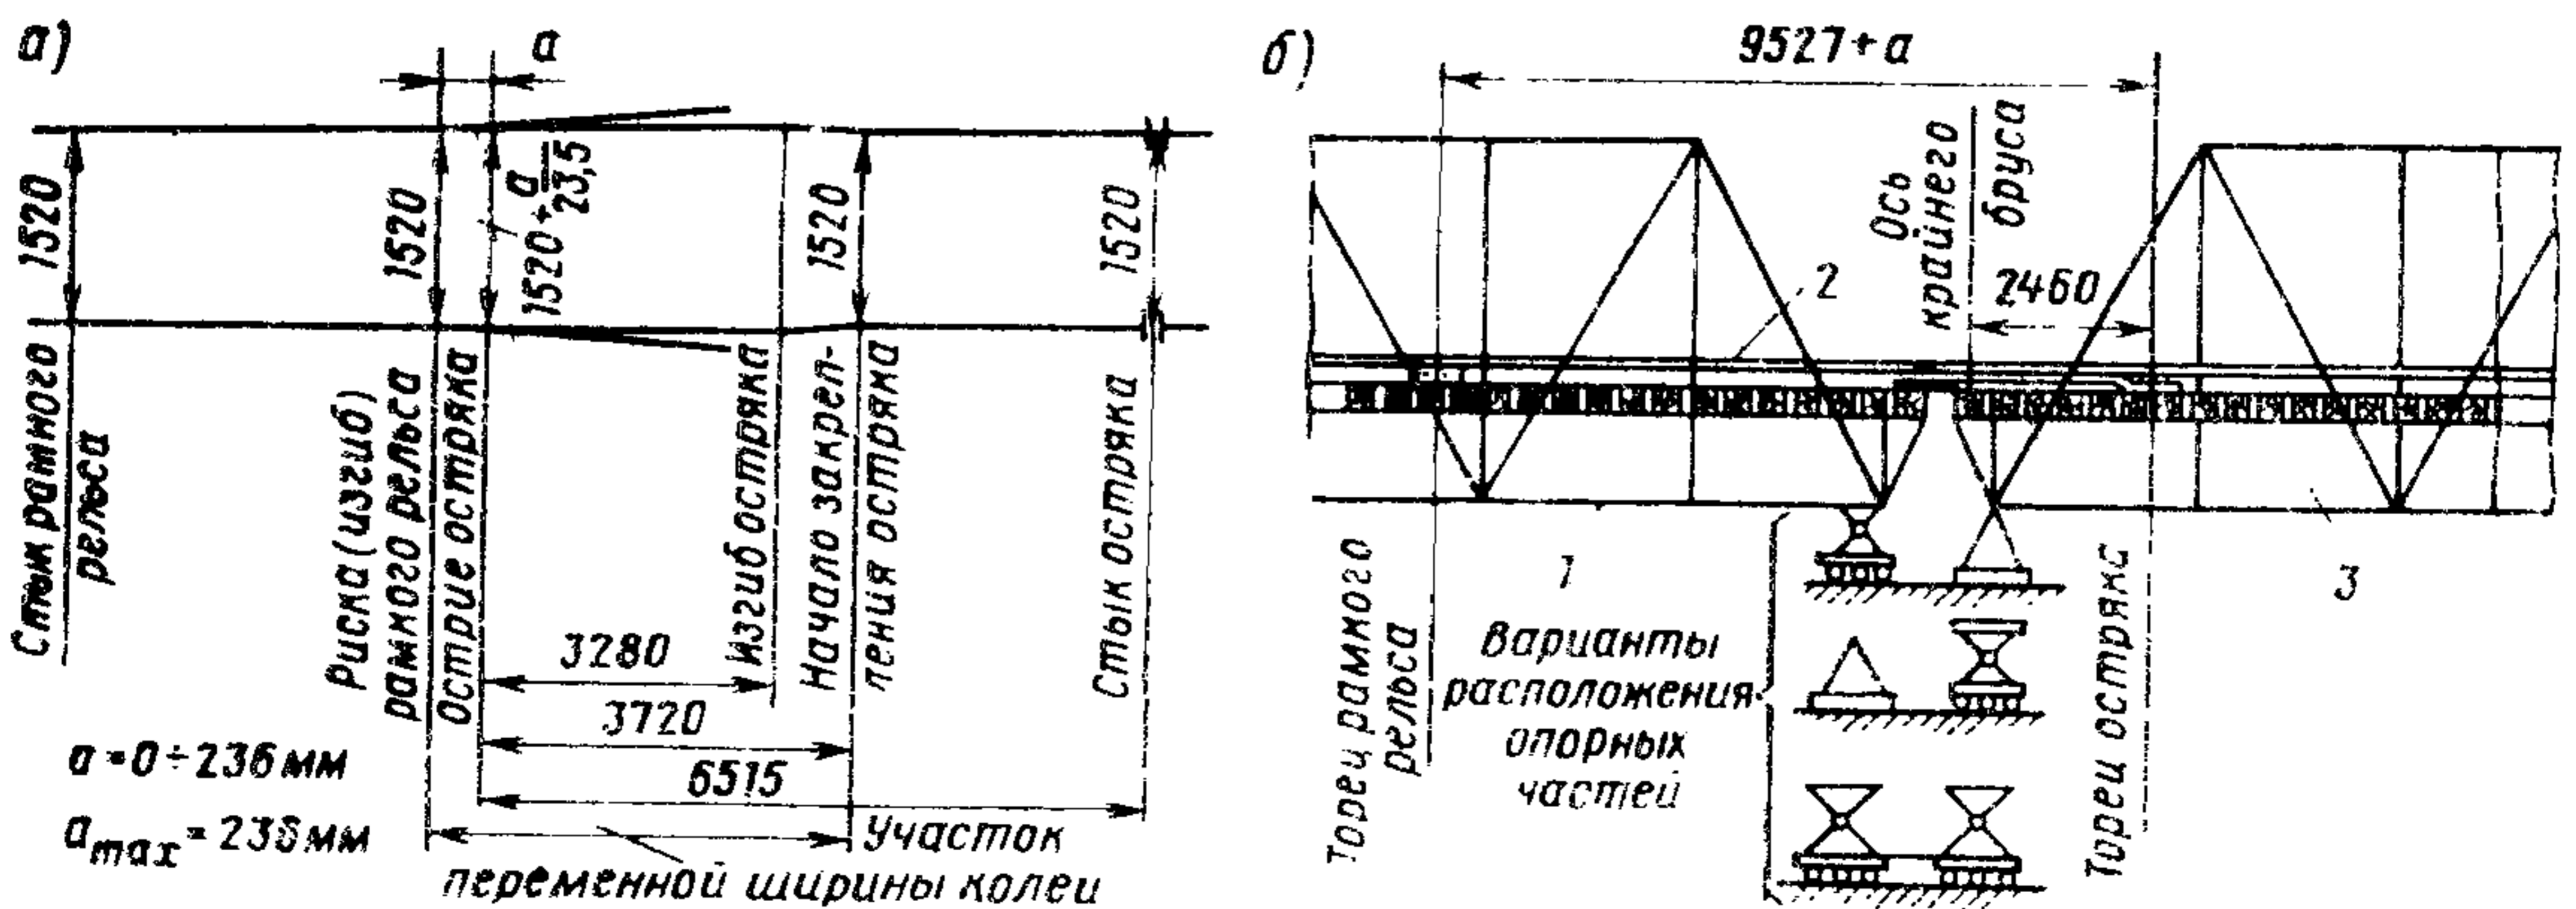 а)
а
1520
1520
1520 + а/23,5
1520
1520
Стык рамного
рельса
Риска (изгиб)
рамного рельса
Острие остряка
Изгиб остряка
Начало закреп-
ления остряка
Стык остряка
3280
3720
6515
а = 0 ÷ 236 мм
аmax = 236 мм
Участок
переменной ширины колеи
б)
9527 + а
Ось
крайнего
бруса
2460
2
1
3
Торец рамного
рельса
Варианты
расположения
опорных
частей
Торец остряка